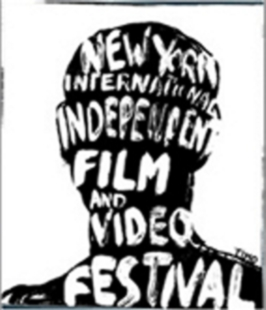 NEW YORK
INTERNATIONAL
INDEPENDENT
FILM
AND
VIDEO
FESTIVAL